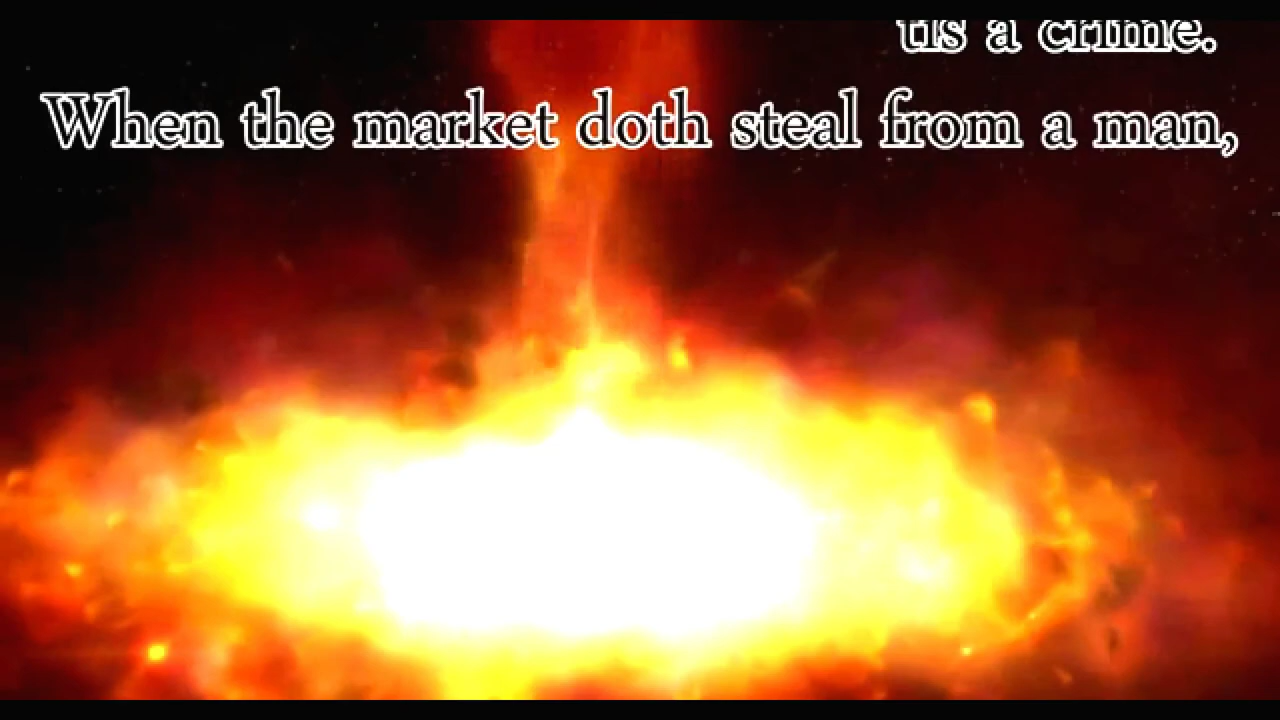 tis a crime.
When the market doth steal from a man,